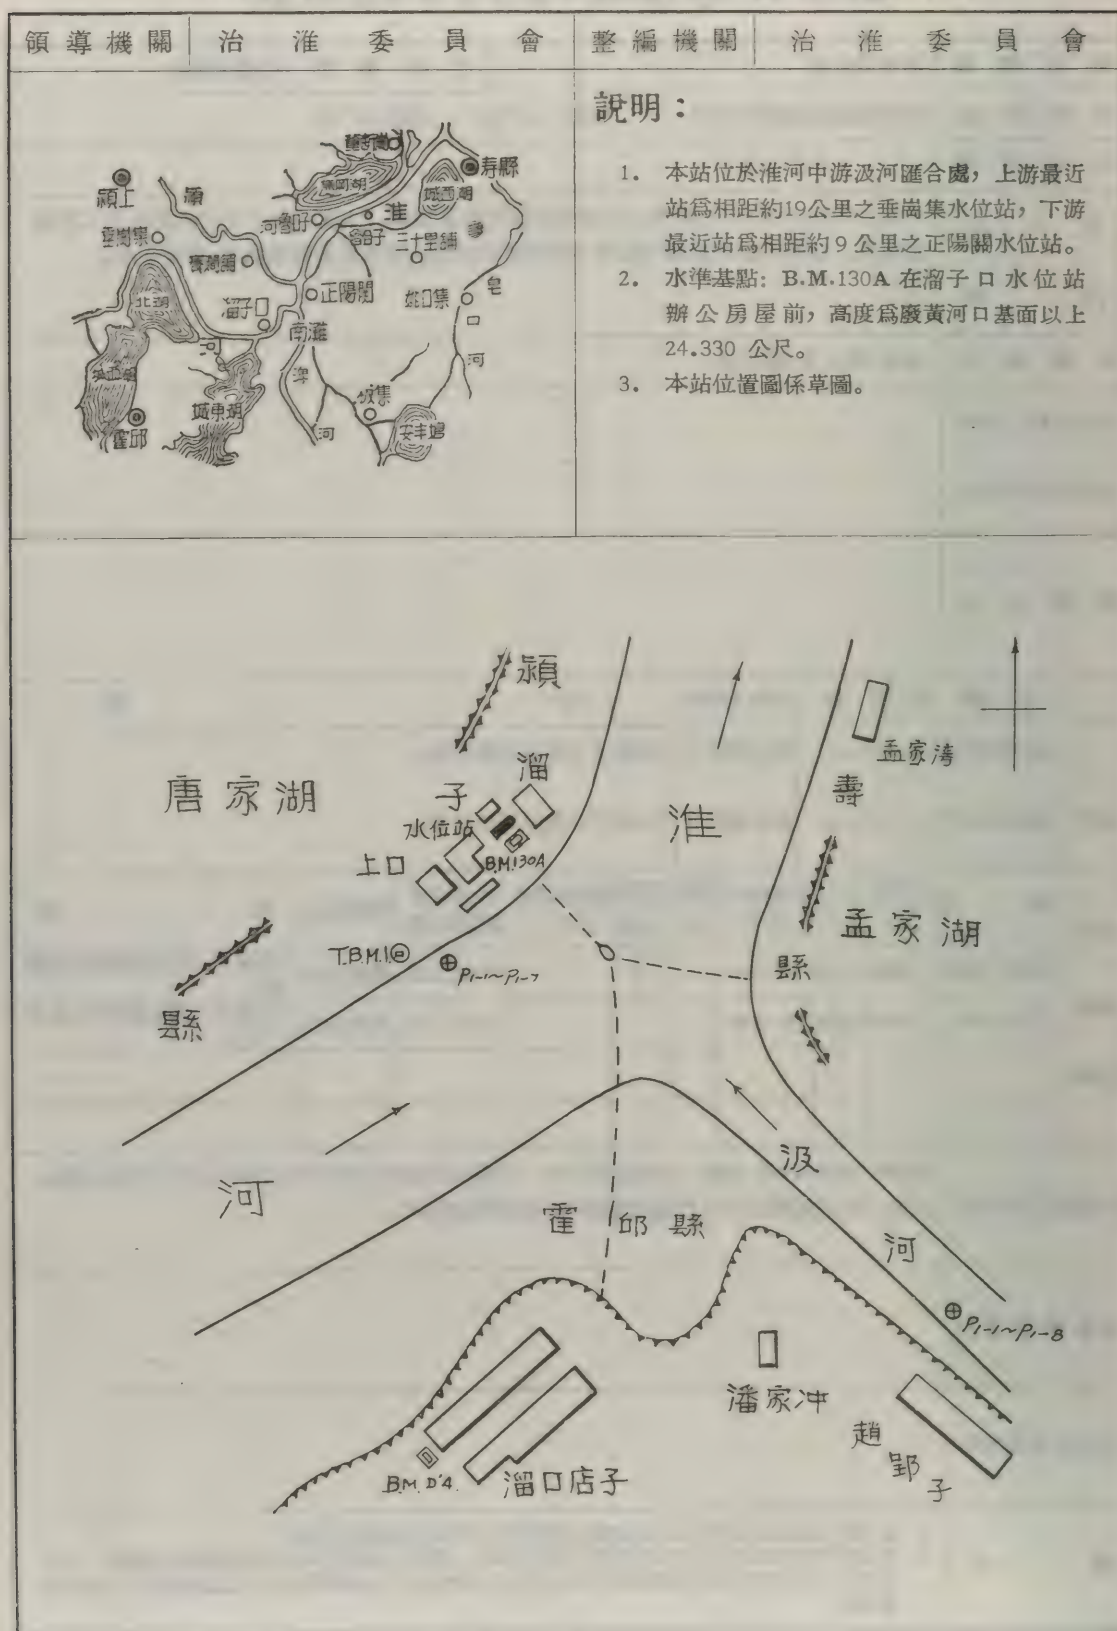 領導機關 治淮委員會 整編機關 治淮委員會
說明：
1. 本站位於淮河中游汲河匯合處，上游最近
站爲相距約19公里之垂崗集水位站，下游
最近站爲相距約9公里之正陽關水位站。
2. 水準基點: B.M.130A 在溜子口水位站
辦公房屋前，高度爲廢黃河口基面以上
24.330 公尺。
3. 本站位置圖係草圖。
寿縣
潁上
淮
垂崗集
三十里舖
正陽關
北湖
溜子口
南灘
皂口河
淠河
城東湖
霍邱
潁
溜
孟家湾
唐家湖
子
壽
水位站
淮
上口
B.M.130A
孟家湖
T.B.M.1
P1-1~P1-7
縣
縣
汲
河
霍邱縣
河
P1-1~P1-8
潘家冲
趙郢子
B.M.D'4.
溜口店子